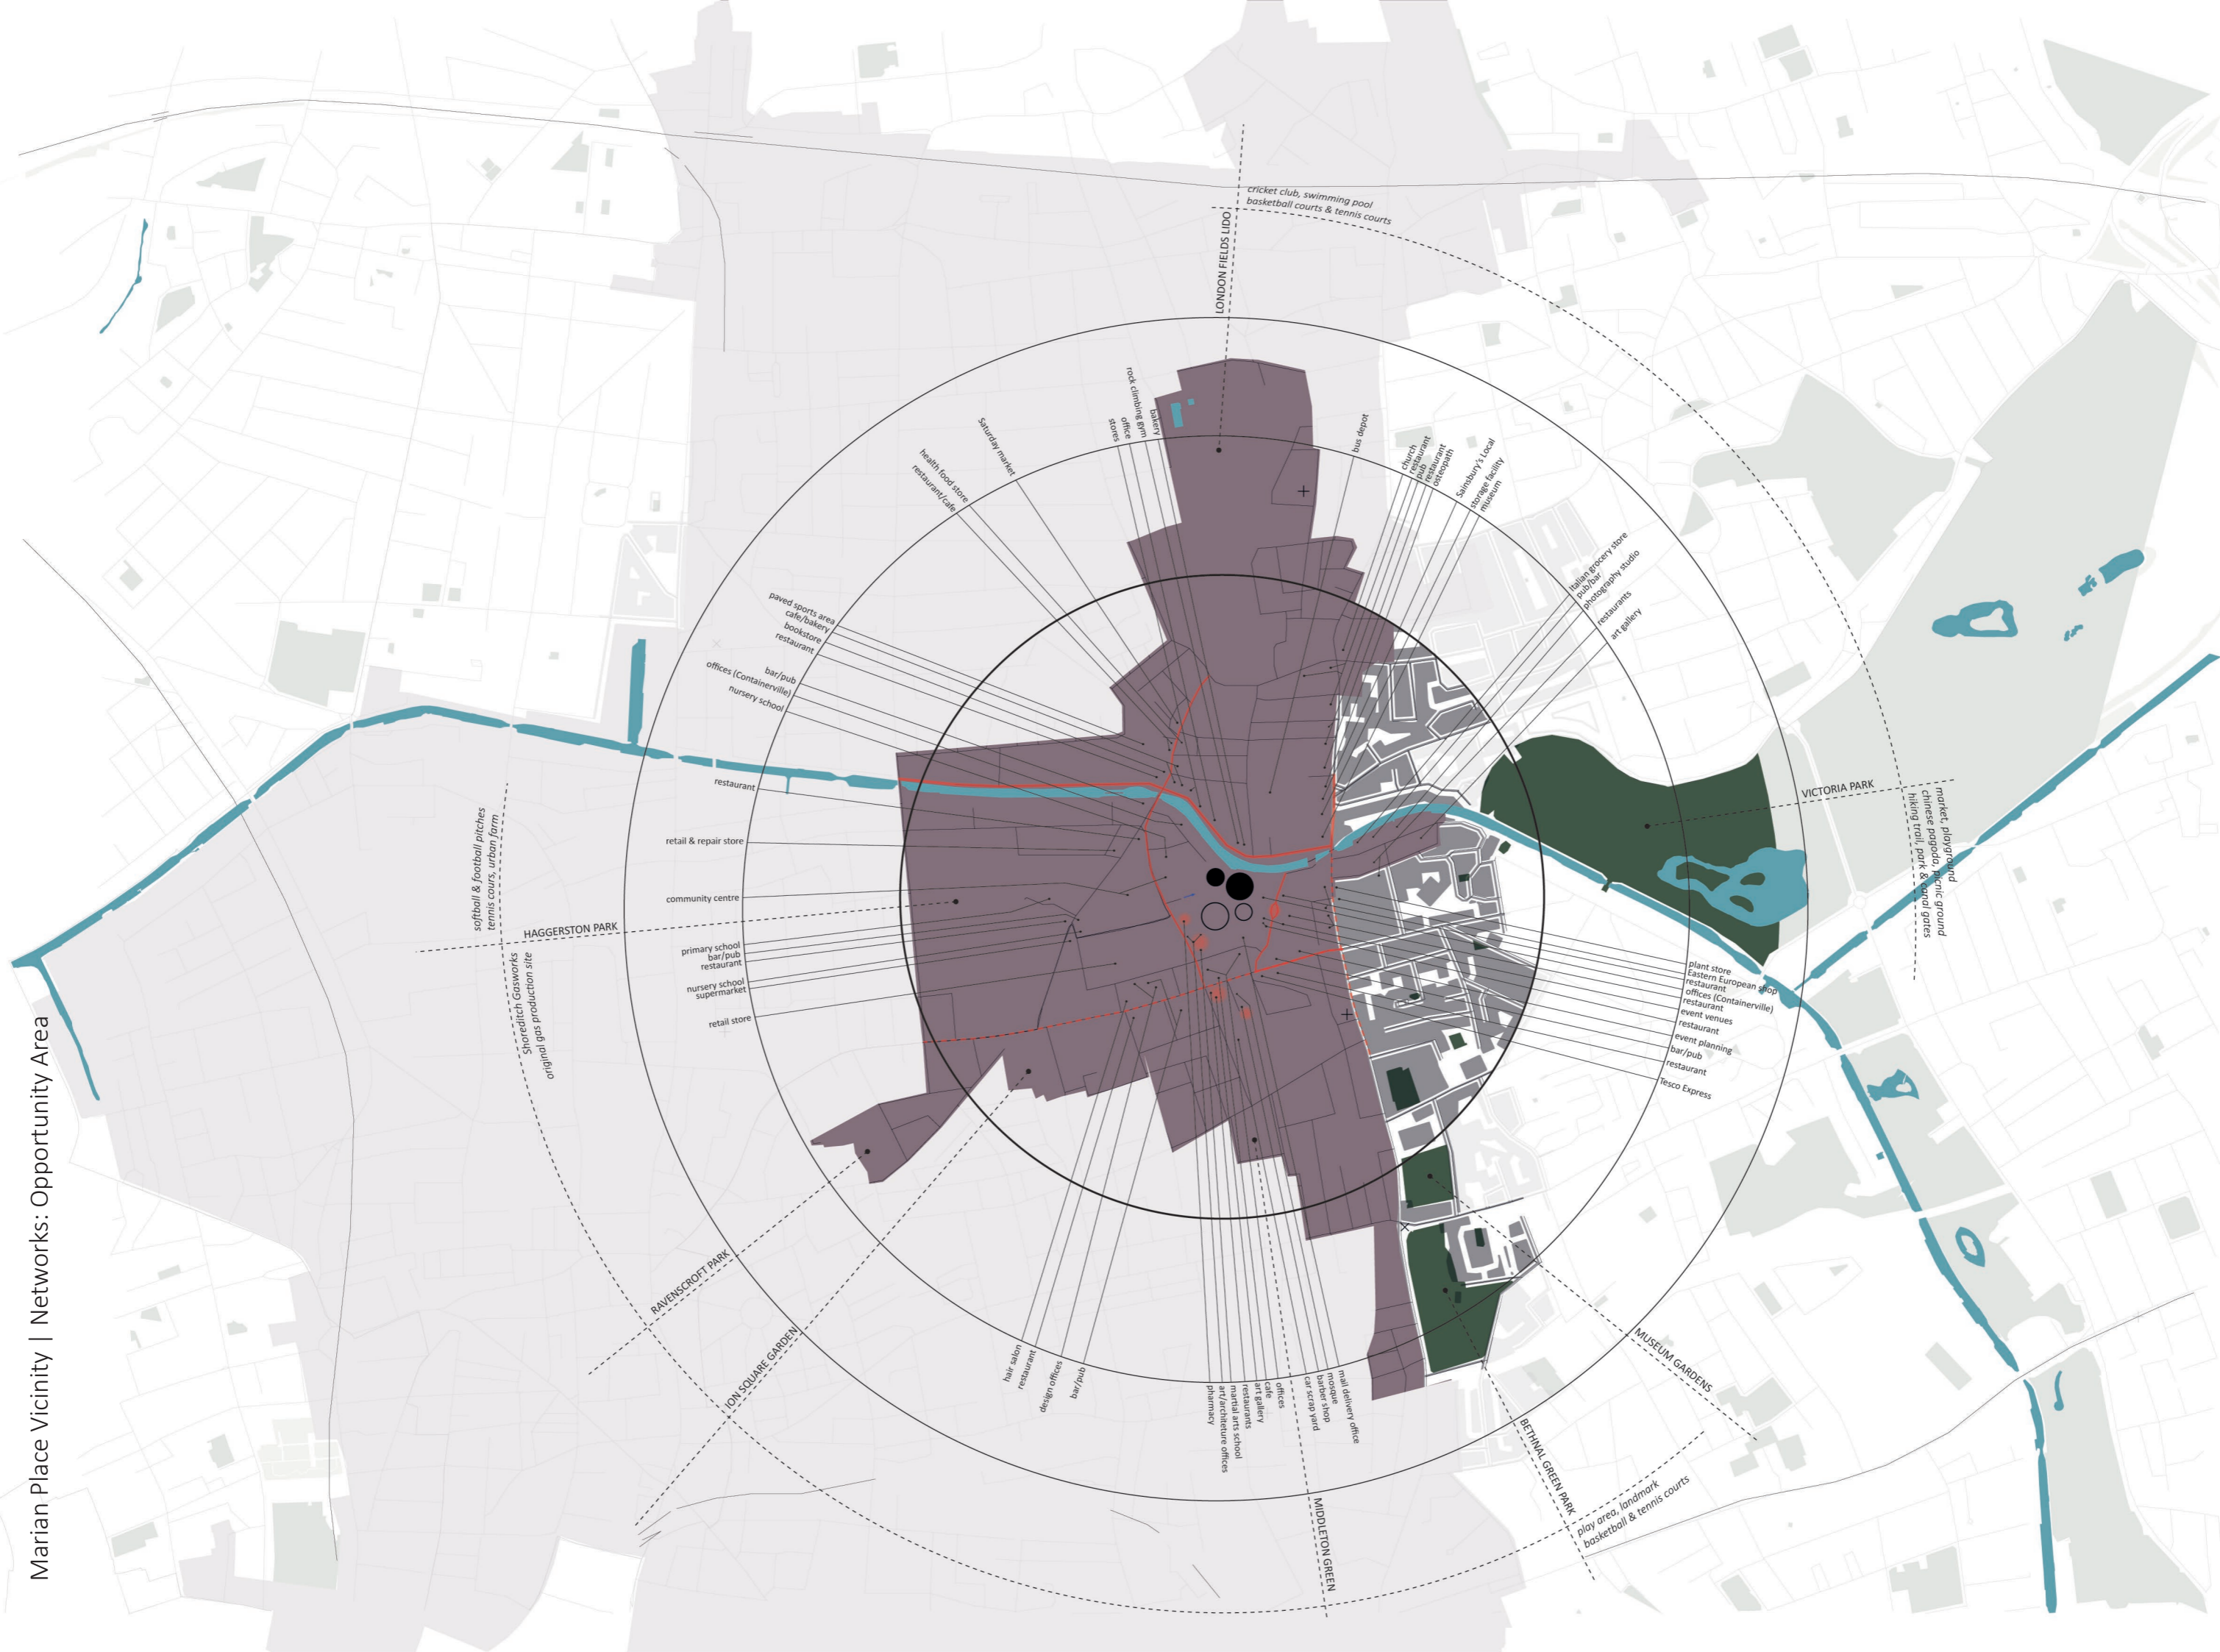 Marian Place Vicinity | Networks: Opportunity Area
cricket club, swimming pool
basketball courts & tennis courts
LONDON FIELDS LIDO
stores
office
rock climbing gym
bakery
bus depot
Saturday market
health food store
restaurant/cafe
church
restaurant
pub
restaurant
osteopath
Sainsbury's Local
storage facility
museum
Italian grocery store
pub/bar
photography studio
restaurants
art gallery
paved sports area
cafe/bakery
bookstore
restaurant
bar/pub
offices (Containerville)
nursery school
restaurant
retail & repair store
community centre
primary school
bar/pub
restaurant
nursery school
supermarket
retail store
softball & football pitches
tennis cours, urban farm
HAGGERSTON PARK
Shoreditch Gasworks
original gas production site
VICTORIA PARK
market, playground
chinese pagoda, picnic ground
hiking trail, park & canal gates
plant store
Eastern European shop
restaurant
offices (Containerville)
restaurant
event venues
restaurant
event planning
bar/pub
restaurant
Tesco Express
RAVENSCROFT PARK
ION SQUARE GARDEN
hair salon
restaurant
design offices
bar/pub
pharmacy
art/architeture offices
martial arts school
restaurants
art gallery
cafe
offices
car scrap yard
barber shop
mosque
mail delivery office
MIDDLETON GREEN
BETHNAL GREEN PARK
MUSEUM GARDENS
play area, landmark
basketball & tennis courts